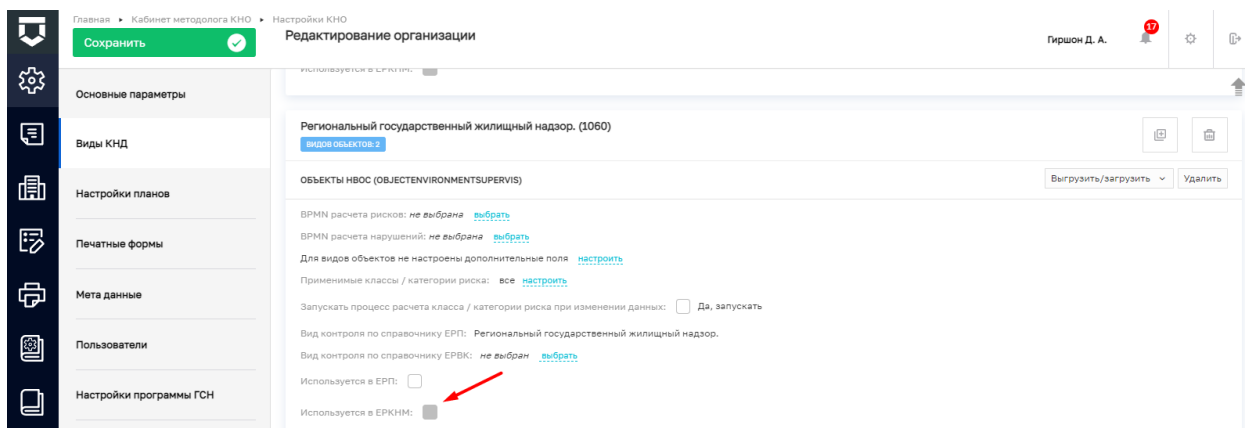 Главная ▸ Кабинет методолога КНО ▸ Настройки КНО
Сохранить
Редактирование организации
Гиршон Д. А.
17
Используется в ЕРКНМ:
Основные параметры
Виды КНД
Настройки планов
Печатные формы
Мета данные
Пользователи
Настройки программы ГСН
Региональный государственный жилищный надзор. (1060)
ВИДОВ ОБЪЕКТОВ: 2
ОБЪЕКТЫ НВОС (OBJECTENVIRONMENTSUPERVIS)
Выгрузить/загрузить
Удалить
BPMN расчета рисков: не выбрана выбрать
BPMN расчета нарушений: не выбрана выбрать
Для видов объектов не настроены дополнительные поля настроить
Применимые классы / категории риска: все настроить
Запускать процесс расчета класса / категории риска при изменении данных: Да, запускать
Вид контроля по справочнику ЕРП: Региональный государственный жилищный надзор.
Вид контроля по справочнику ЕРВК: не выбран выбрать
Используется в ЕРП:
Используется в ЕРКНМ: